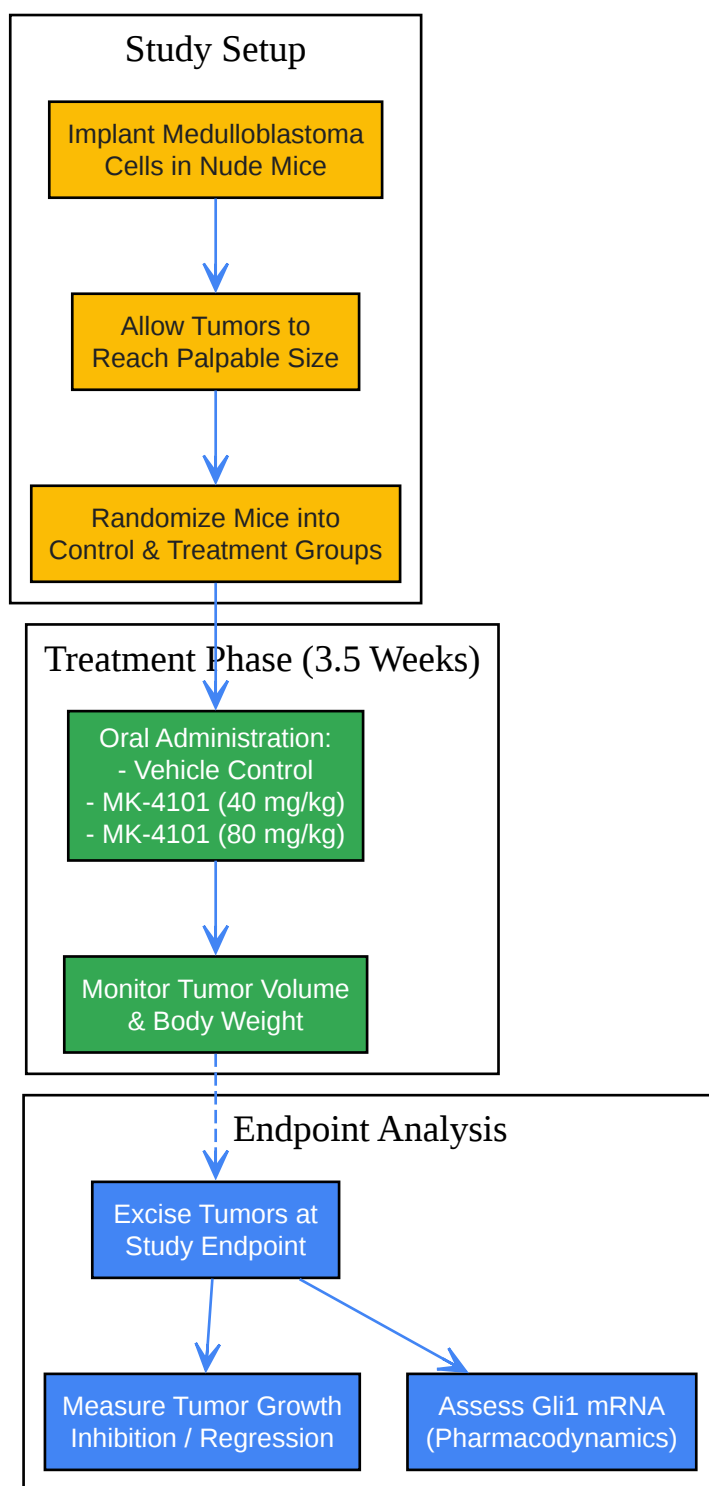 Study Setup
Implant Medulloblastoma
Cells in Nude Mice
Allow Tumors to
Reach Palpable Size
Randomize Mice into
Control & Treatment Groups
Treatment Phase (3.5 Weeks)
Oral Administration:
- Vehicle Control
- MK-4101 (40 mg/kg)
- MK-4101 (80 mg/kg)
Monitor Tumor Volume
& Body Weight
Endpoint Analysis
Excise Tumors at
Study Endpoint
Measure Tumor Growth
Inhibition / Regression
Assess Gli1 mRNA
(Pharmacodynamics)